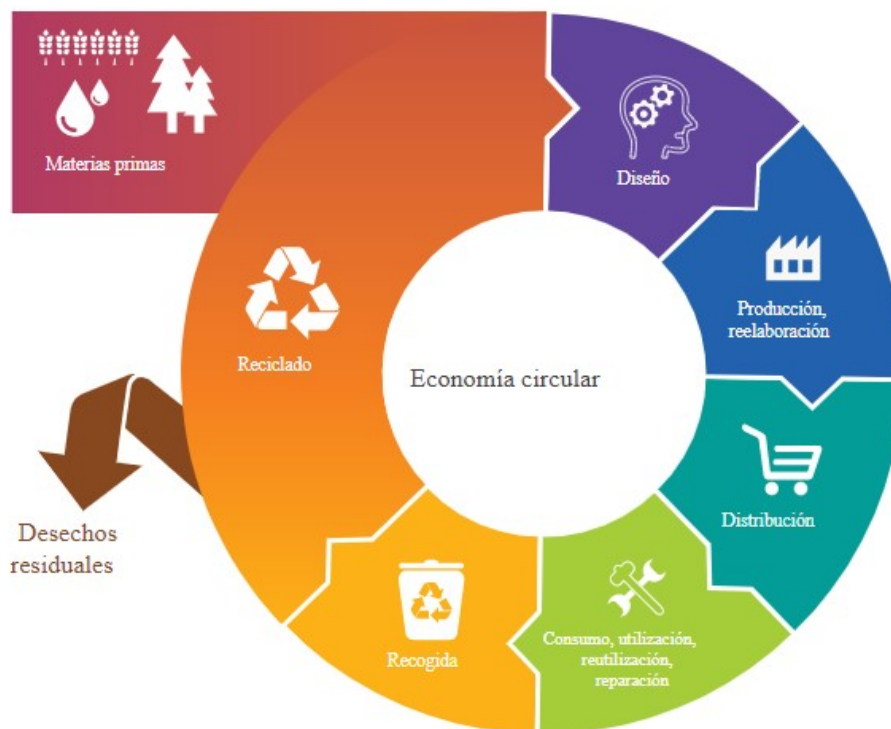 Materias primas
Diseño
Producción,
reelaboración
Distribución
Consumo, utilización,
reutilización,
reparación
Recogida
Reciclado
Economía circular
Desechos
residuales